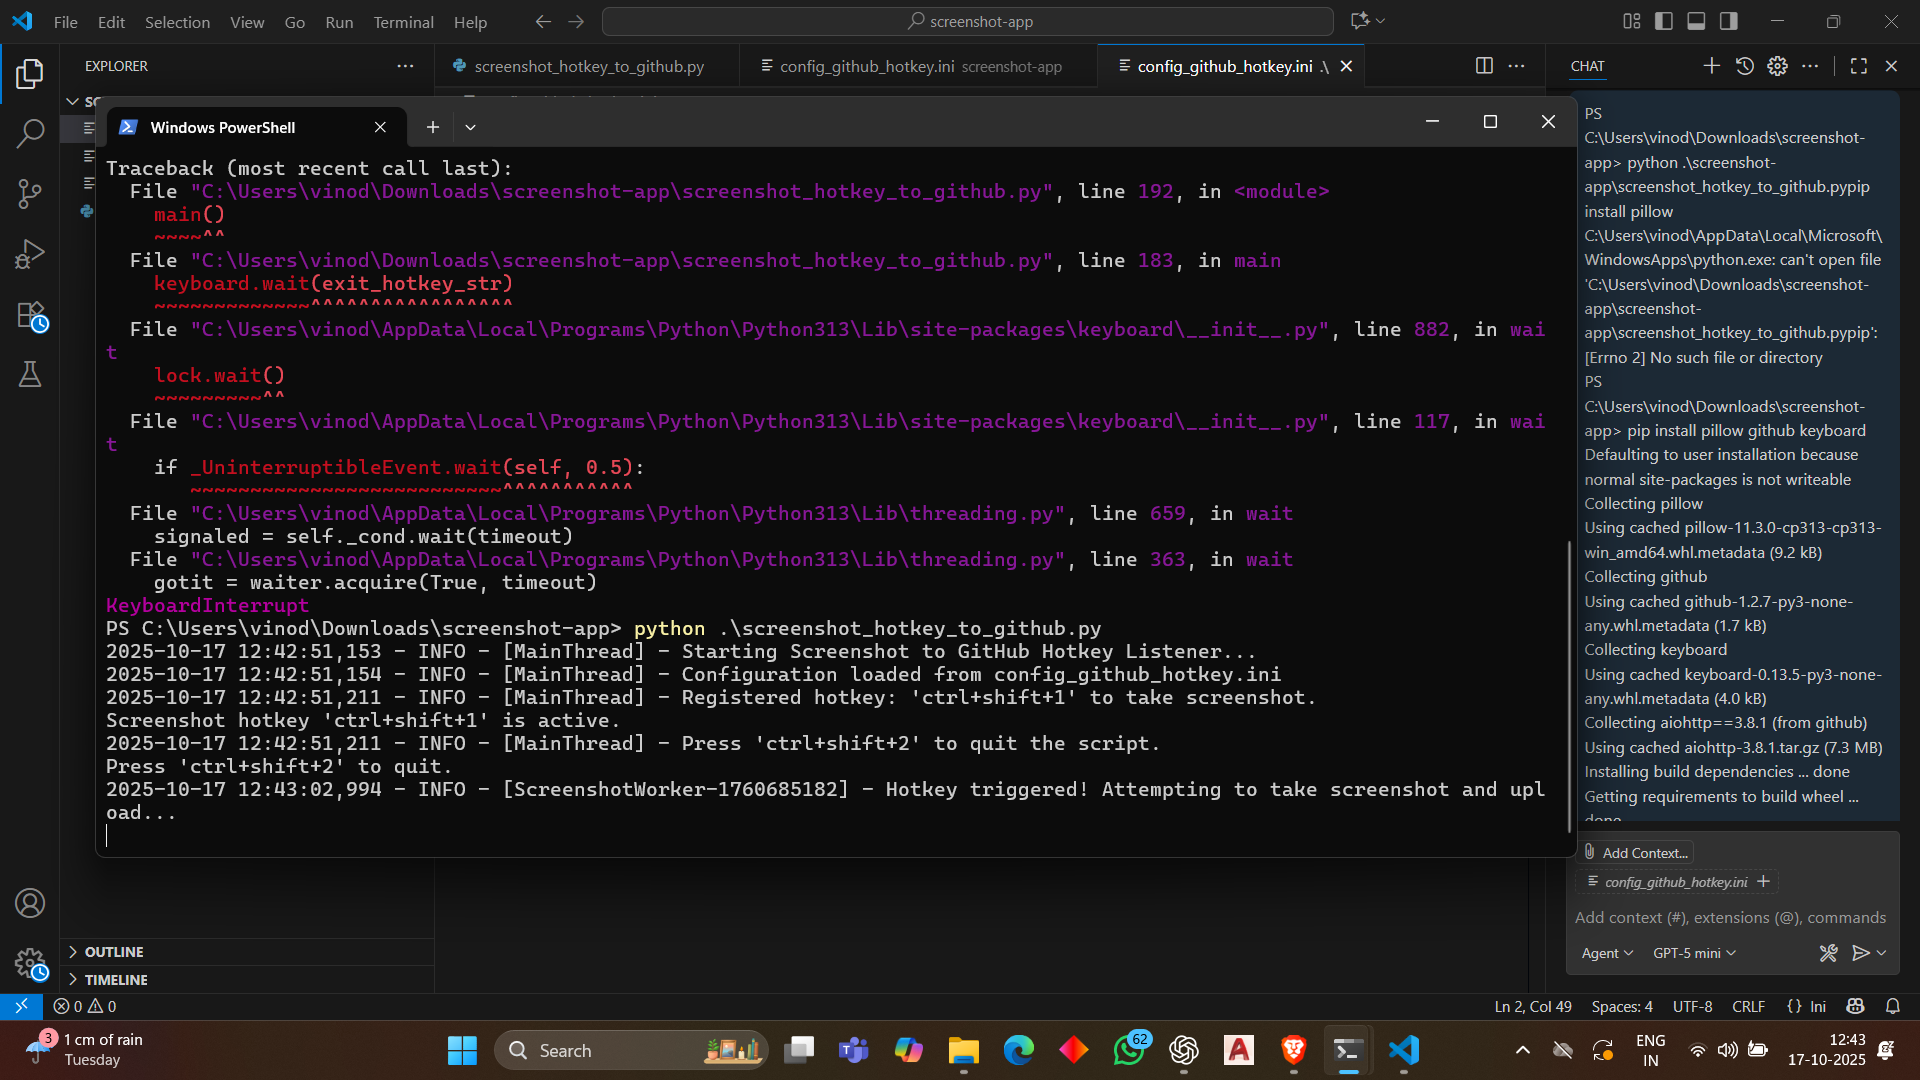 File Edit Selection View Go Run Terminal Help
screenshot-app
EXPLORER
screenshot_hotkey_to_github.py
config_github_hotkey.ini screenshot-app
config_github_hotkey.ini .\
CHAT
Windows PowerShell
Traceback (most recent call last):
File "C:\Users\vinod\Downloads\screenshot-app\screenshot_hotkey_to_github.py", line 192, in <module>
main()
~~~~^^
File "C:\Users\vinod\Downloads\screenshot-app\screenshot_hotkey_to_github.py", line 183, in main
keyboard.wait(exit_hotkey_str)
~~~~~~~~~~~~~^^^^^^^^^^^^^^^^^
File "C:\Users\vinod\AppData\Local\Programs\Python\Python313\Lib\site-packages\keyboard\__init__.py", line 882, in wai
t
lock.wait()
~~~~~~~~~^^
File "C:\Users\vinod\AppData\Local\Programs\Python\Python313\Lib\site-packages\keyboard\__init__.py", line 117, in wai
t
if _UninterruptibleEvent.wait(self, 0.5):
~~~~~~~~~~~~~~~~~~~~~~~~~~^^^^^^^^^^^
File "C:\Users\vinod\AppData\Local\Programs\Python\Python313\Lib\threading.py", line 659, in wait
signaled = self._cond.wait(timeout)
File "C:\Users\vinod\AppData\Local\Programs\Python\Python313\Lib\threading.py", line 363, in wait
gotit = waiter.acquire(True, timeout)
KeyboardInterrupt
PS C:\Users\vinod\Downloads\screenshot-app> python .\screenshot_hotkey_to_github.py
2025-10-17 12:42:51,153 - INFO - [MainThread] - Starting Screenshot to GitHub Hotkey Listener...
2025-10-17 12:42:51,154 - INFO - [MainThread] - Configuration loaded from config_github_hotkey.ini
2025-10-17 12:42:51,211 - INFO - [MainThread] - Registered hotkey: 'ctrl+shift+1' to take screenshot.
Screenshot hotkey 'ctrl+shift+1' is active.
2025-10-17 12:42:51,211 - INFO - [MainThread] - Press 'ctrl+shift+2' to quit the script.
Press 'ctrl+shift+2' to quit.
2025-10-17 12:43:02,994 - INFO - [ScreenshotWorker-1760685182] - Hotkey triggered! Attempting to take screenshot and upl
oad...
PS
C:\Users\vinod\Downloads\screenshot-
app> python .\screenshot-
app\screenshot_hotkey_to_github.pypip
install pillow
C:\Users\vinod\AppData\Local\Microsoft\
WindowsApps\python.exe: can't open file
'C:\Users\vinod\Downloads\screenshot-
app\screenshot-
app\screenshot_hotkey_to_github.pypip':
[Errno 2] No such file or directory
PS
C:\Users\vinod\Downloads\screenshot-
app> pip install pillow github keyboard
Defaulting to user installation because
normal site-packages is not writeable
Collecting pillow
Using cached pillow-11.3.0-cp313-cp313-
win_amd64.whl.metadata (9.2 kB)
Collecting github
Using cached github-1.2.7-py3-none-
any.whl.metadata (1.7 kB)
Collecting keyboard
Using cached keyboard-0.13.5-py3-none-
any.whl.metadata (4.0 kB)
Collecting aiohttp==3.8.1 (from github)
Using cached aiohttp-3.8.1.tar.gz (7.3 MB)
Installing build dependencies ... done
Getting requirements to build wheel ...
done
Add Context...
config_github_hotkey.ini
Add context (#), extensions (@), commands
Agent GPT-5 mini
OUTLINE
TIMELINE
0 0
Ln 2, Col 49 Spaces: 4 UTF-8 CRLF {} Ini
3
1 cm of rain
Tuesday
Search
62
ENG
IN
12:43
17-10-2025